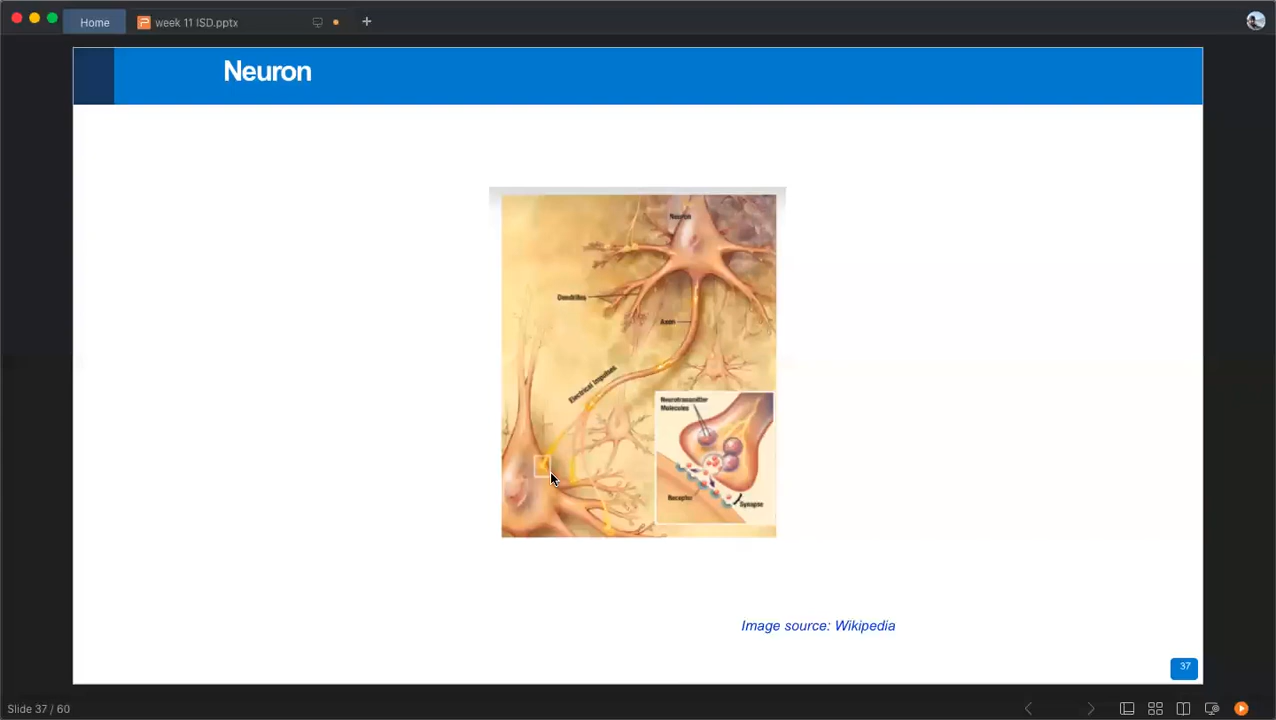 Home
week 11 ISD.pptx
Neuron
Neuron
Dendrites
Axon
Electrical Impulses
Neurotransmitter
Molecules
Receptor
Synapse
Image source: Wikipedia
37
Slide 37 / 60